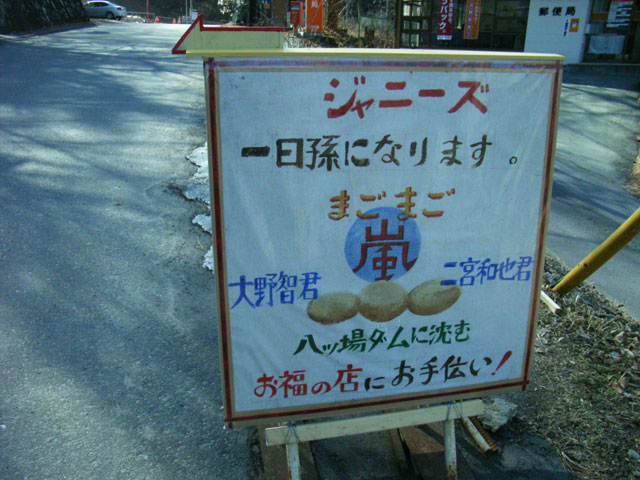 郵便局
ジャニーズ
一日孫になります。
まごまご
嵐
大野智君
二宮和也君
八ッ場ダムに沈む
お福の店にお手伝い!